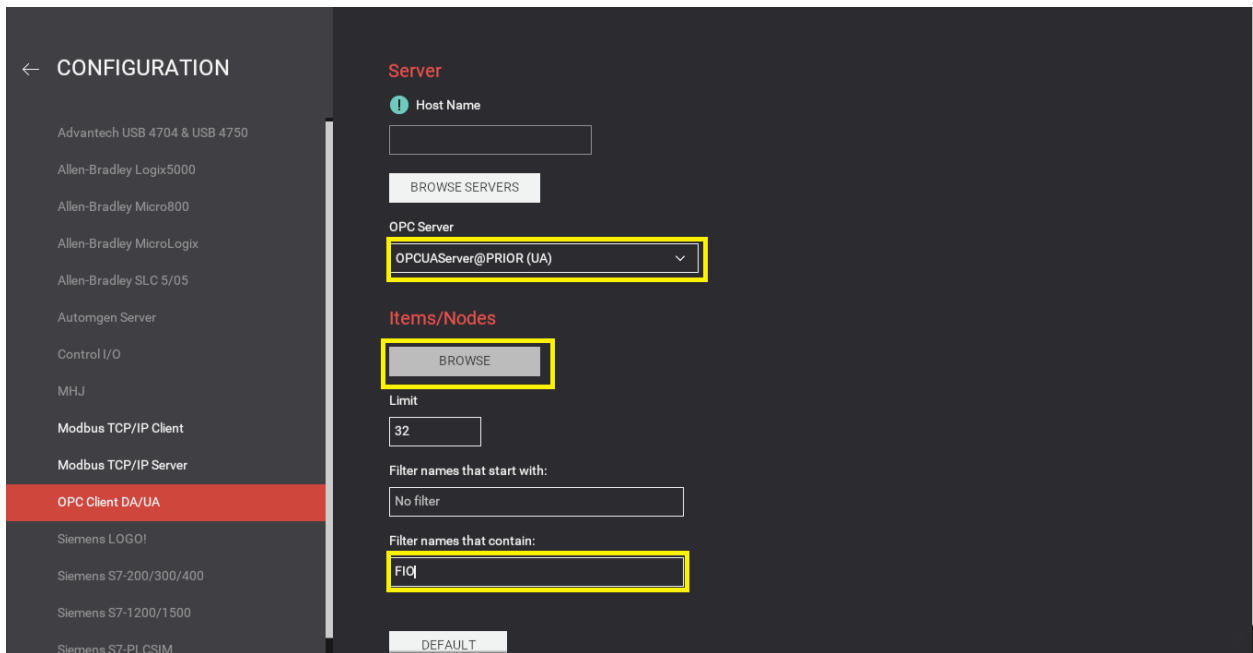 ← CONFIGURATION
Advantech USB 4704 & USB 4750
Allen-Bradley Logix5000
Allen-Bradley Micro800
Allen-Bradley MicroLogix
Allen-Bradley SLC 5/05
Automgen Server
Control I/O
MHJ
Modbus TCP/IP Client
Modbus TCP/IP Server
OPC Client DA/UA
Siemens LOGO!
Siemens S7-200/300/400
Siemens S7-1200/1500
Siemens S7-PLCSIM
Server
! Host Name
BROWSE SERVERS
OPC Server
OPCUAServer@PRIOR (UA)
Items/Nodes
BROWSE
Limit
32
Filter names that start with:
No filter
Filter names that contain:
FIO
DEFAULT